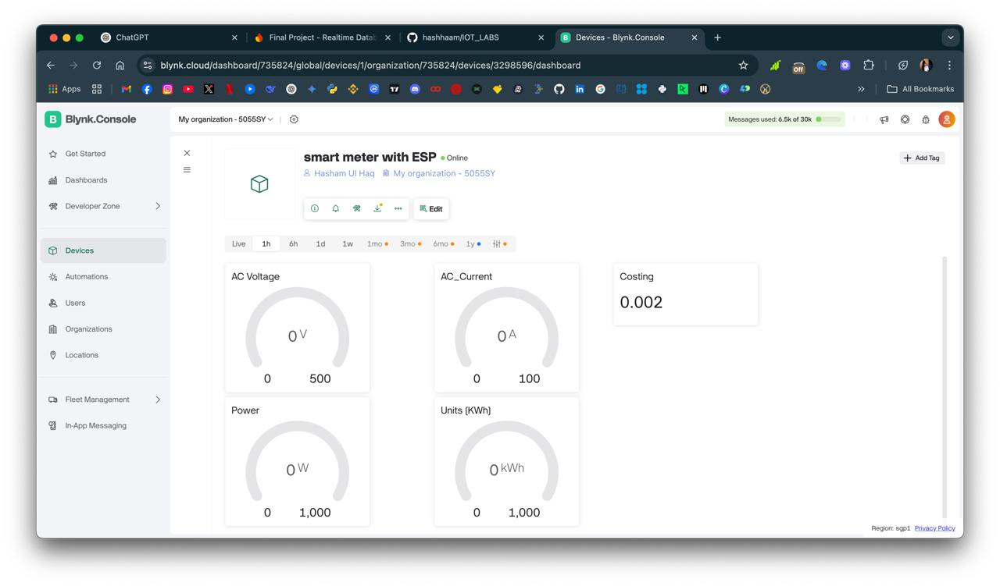 ChatGPT
Final Project - Realtime Datab
hashhaam/IOT_LABS
Devices - Blynk.Console
blynk.cloud/dashboard/735824/global/devices/1/organization/735824/devices/3298596/dashboard
Off
Apps
All Bookmarks
B Blynk.Console
My organization - 5055SY
Messages used: 6.5k of 30k
Get Started
Dashboards
Developer Zone
Devices
Automations
Users
Organizations
Locations
Fleet Management
In-App Messaging
smart meter with ESP
Online
Hasham Ul Haq
My organization - 5055SY
Add Tag
Edit
Live 1h 6h 1d 1w 1mo 3mo 6mo 1y
AC Voltage
0 V
0 500
AC_Current
0 A
0 100
Costing
0.002
Power
0 W
0 1,000
Units (KWh)
0 kWh
0 1,000
Region: sgp1 Privacy Policy